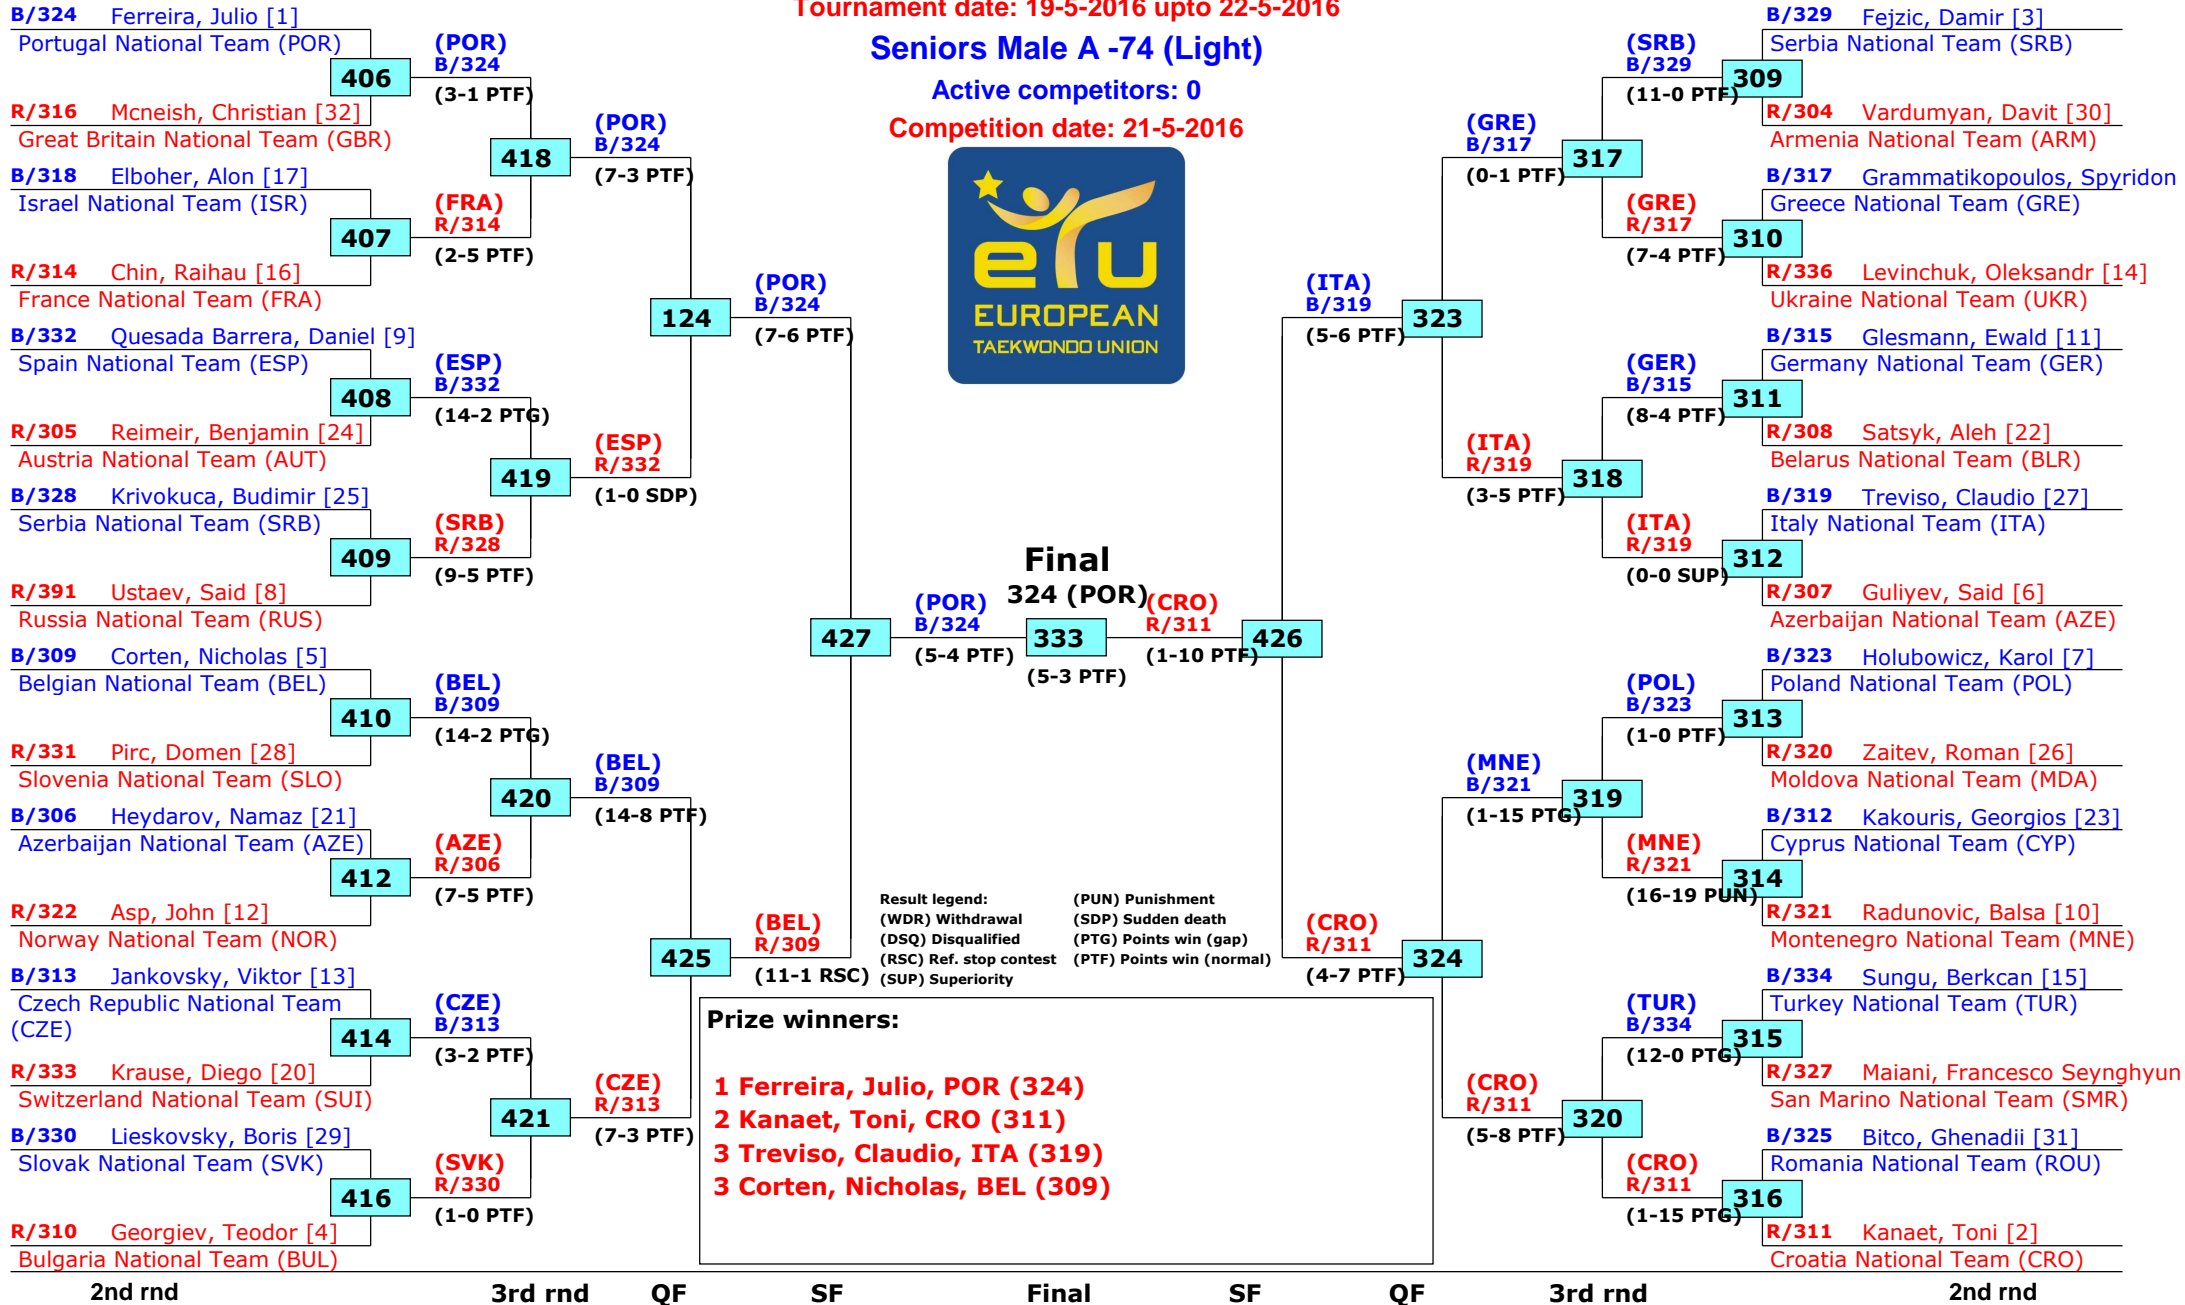 Tournament date: 19-5-2016 upto 22-5-2016
Seniors Male A -74 (Light)
Active competitors: 0
Competition date: 21-5-2016
eTU
EUROPEAN
TAEKWONDO UNION
B/324 Ferreira, Julio [1]
Portugal National Team (POR)
406
R/316 Mcneish, Christian [32]
Great Britain National Team (GBR)
B/318 Elboher, Alon [17]
Israel National Team (ISR)
407
R/314 Chin, Raihau [16]
France National Team (FRA)
B/332 Quesada Barrera, Daniel [9]
Spain National Team (ESP)
408
R/305 Reimeir, Benjamin [24]
Austria National Team (AUT)
B/328 Krivokuca, Budimir [25]
Serbia National Team (SRB)
409
R/391 Ustaev, Said [8]
Russia National Team (RUS)
B/309 Corten, Nicholas [5]
Belgian National Team (BEL)
410
R/331 Pirc, Domen [28]
Slovenia National Team (SLO)
B/306 Heydarov, Namaz [21]
Azerbaijan National Team (AZE)
412
R/322 Asp, John [12]
Norway National Team (NOR)
B/313 Jankovsky, Viktor [13]
Czech Republic National Team
(CZE)
414
R/333 Krause, Diego [20]
Switzerland National Team (SUI)
B/330 Lieskovsky, Boris [29]
Slovak National Team (SVK)
416
R/310 Georgiev, Teodor [4]
Bulgaria National Team (BUL)
(POR)
B/324
(3-1 PTF)
418
(FRA)
R/314
(2-5 PTF)
(ESP)
B/332
(14-2 PTG)
419
(SRB)
R/328
(9-5 PTF)
(BEL)
B/309
(14-2 PTG)
420
(AZE)
R/306
(7-5 PTF)
(CZE)
B/313
(3-2 PTF)
421
(SVK)
R/330
(1-0 PTF)
(POR)
B/324
(7-3 PTF)
124
(ESP)
R/332
(1-0 SDP)
(BEL)
B/309
(14-8 PTF)
425
(CZE)
R/313
(7-3 PTF)
(POR)
B/324
(7-6 PTF)
427
(BEL)
R/309
(11-1 RSC)
(POR)
B/324
(5-4 PTF)
Final
324 (POR)
333
(5-3 PTF)
(CRO)
R/311
(1-10 PTF)
426
(ITA)
B/319
(5-6 PTF)
323
(CRO)
R/311
(4-7 PTF)
324
(GRE)
B/317
(0-1 PTF)
317
(ITA)
R/319
(3-5 PTF)
318
(MNE)
B/321
(1-15 PTG)
319
(CRO)
R/311
(5-8 PTF)
320
(SRB)
B/329
(11-0 PTF)
309
(GRE)
R/317
(7-4 PTF)
310
(GER)
B/315
(8-4 PTF)
311
(ITA)
R/319
(0-0 SUP)
312
(POL)
B/323
(1-0 PTF)
313
(MNE)
R/321
(16-19 PUN)
314
(TUR)
B/334
(12-0 PTG)
315
(CRO)
R/311
(1-15 PTG)
316
B/329 Fejzic, Damir [3]
Serbia National Team (SRB)
R/304 Vardumyan, Davit [30]
Armenia National Team (ARM)
B/317 Grammatikopoulos, Spyridon
Greece National Team (GRE)
R/336 Levinchuk, Oleksandr [14]
Ukraine National Team (UKR)
B/315 Glesmann, Ewald [11]
Germany National Team (GER)
R/308 Satsyk, Aleh [22]
Belarus National Team (BLR)
B/319 Treviso, Claudio [27]
Italy National Team (ITA)
R/307 Guliyev, Said [6]
Azerbaijan National Team (AZE)
B/323 Holubowicz, Karol [7]
Poland National Team (POL)
R/320 Zaitev, Roman [26]
Moldova National Team (MDA)
B/312 Kakouris, Georgios [23]
Cyprus National Team (CYP)
R/321 Radunovic, Balsa [10]
Montenegro National Team (MNE)
B/334 Sungu, Berkcan [15]
Turkey National Team (TUR)
R/327 Maiani, Francesco Seynghyun
San Marino National Team (SMR)
B/325 Bitco, Ghenadii [31]
Romania National Team (ROU)
R/311 Kanaet, Toni [2]
Croatia National Team (CRO)
Result legend:
(WDR) Withdrawal
(DSQ) Disqualified
(RSC) Ref. stop contest
(SUP) Superiority
(PUN) Punishment
(SDP) Sudden death
(PTG) Points win (gap)
(PTF) Points win (normal)
Prize winners:
1 Ferreira, Julio, POR (324)
2 Kanaet, Toni, CRO (311)
3 Treviso, Claudio, ITA (319)
3 Corten, Nicholas, BEL (309)
2nd rnd 3rd rnd QF SF Final SF QF 3rd rnd 2nd rnd